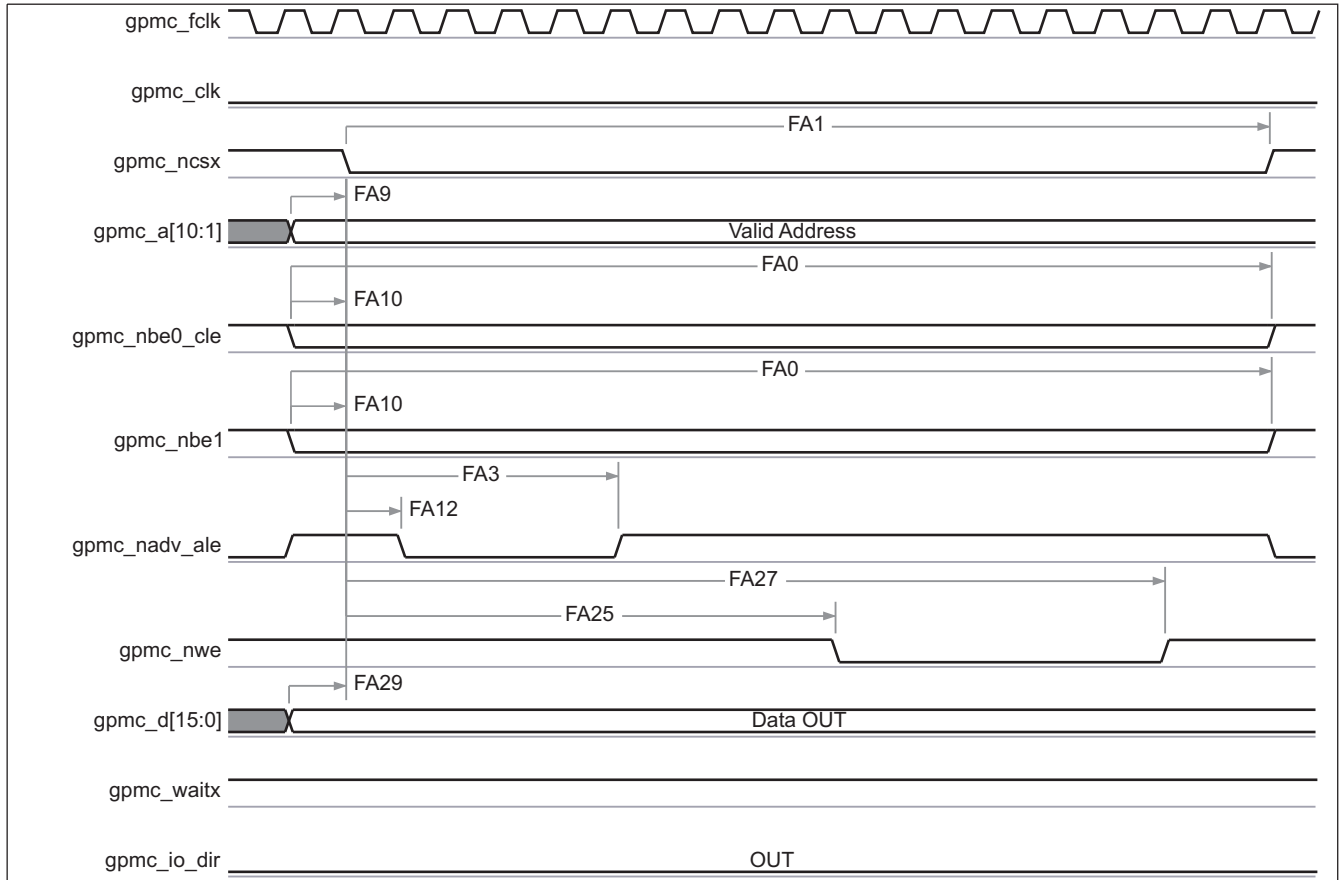 gpmc_fclk
gpmc_clk
FA1
gpmc_ncsx
FA9
gpmc_a[10:1]
Valid Address
FA0
FA10
gpmc_nbe0_cle
FA0
FA10
gpmc_nbe1
FA3
FA12
gpmc_nadv_ale
FA27
FA25
gpmc_nwe
FA29
gpmc_d[15:0]
Data OUT
gpmc_waitx
gpmc_io_dir
OUT